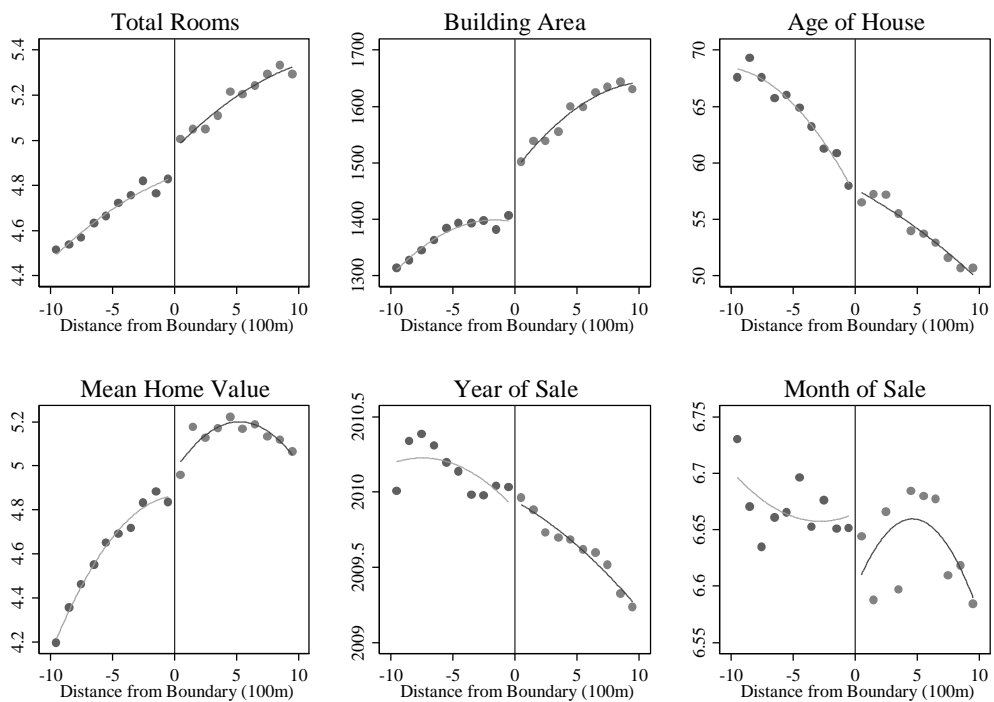 Total Rooms
4.4 4.6 4.8 5 5.2 5.4
-10 -5 0 5 10
Distance from Boundary (100m)
Building Area
1300 1400 1500 1600 1700
-10 -5 0 5 10
Distance from Boundary (100m)
Age of House
50 55 60 65 70
-10 -5 0 5 10
Distance from Boundary (100m)
Mean Home Value
4.2 4.4 4.6 4.8 5 5.2
-10 -5 0 5 10
Distance from Boundary (100m)
Year of Sale
2009 2009.5 2010 2010.5
-10 -5 0 5 10
Distance from Boundary (100m)
Month of Sale
6.55 6.6 6.65 6.7 6.75
-10 -5 0 5 10
Distance from Boundary (100m)